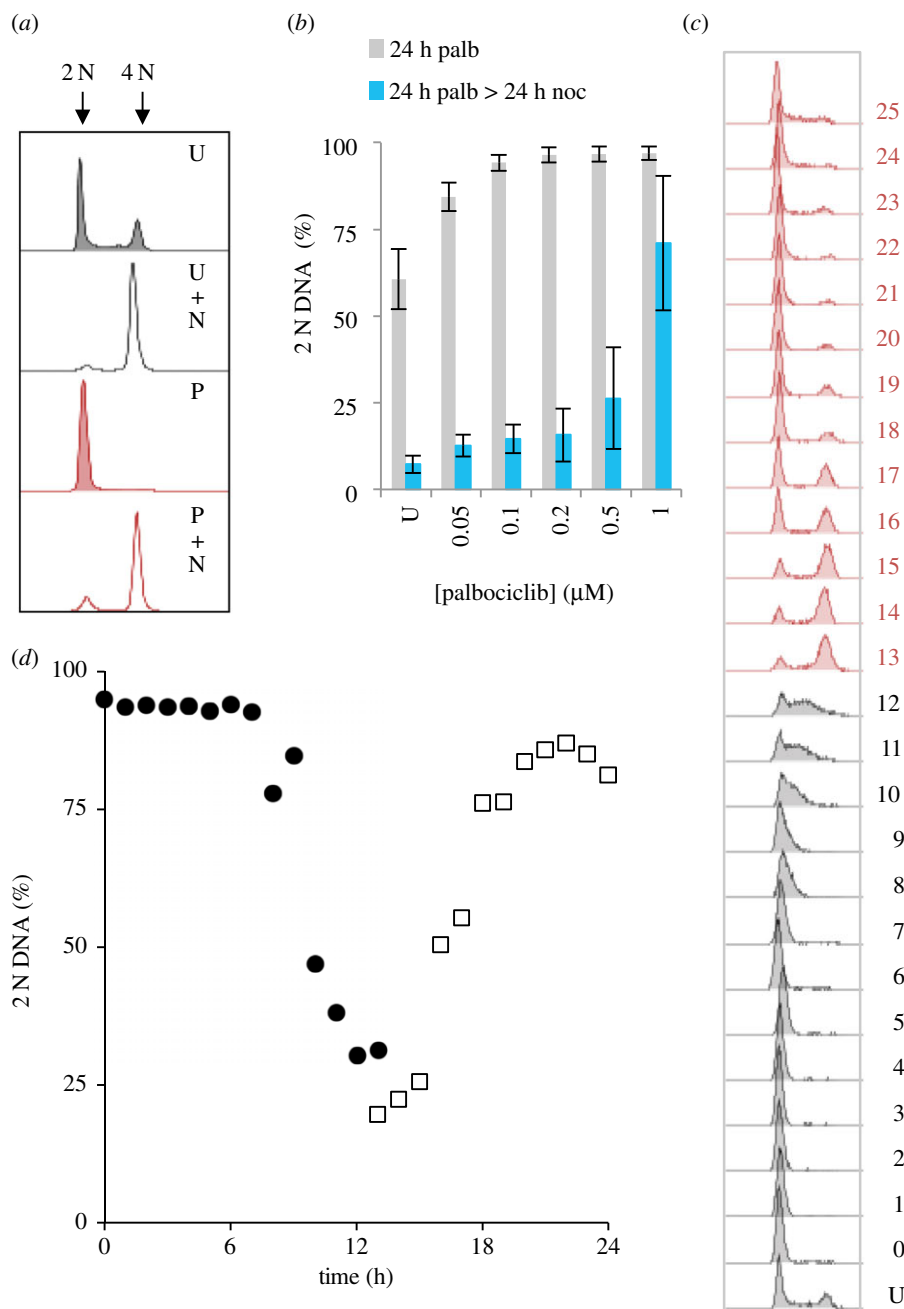 (a)
2 N 4 N
U
U
+
N
P
P
+
N
(b)
24 h palb
24 h palb > 24 h noc
2 N DNA (%)
100
75
50
25
0
U 0.05 0.1 0.2 0.5 1
[palbociclib] (µM)
(c)
25
24
23
22
21
20
19
18
17
16
15
14
13
12
11
10
9
8
7
6
5
4
3
2
1
0
U
(d)
2 N DNA (%)
100
75
50
25
0
0 6 12 18 24
time (h)